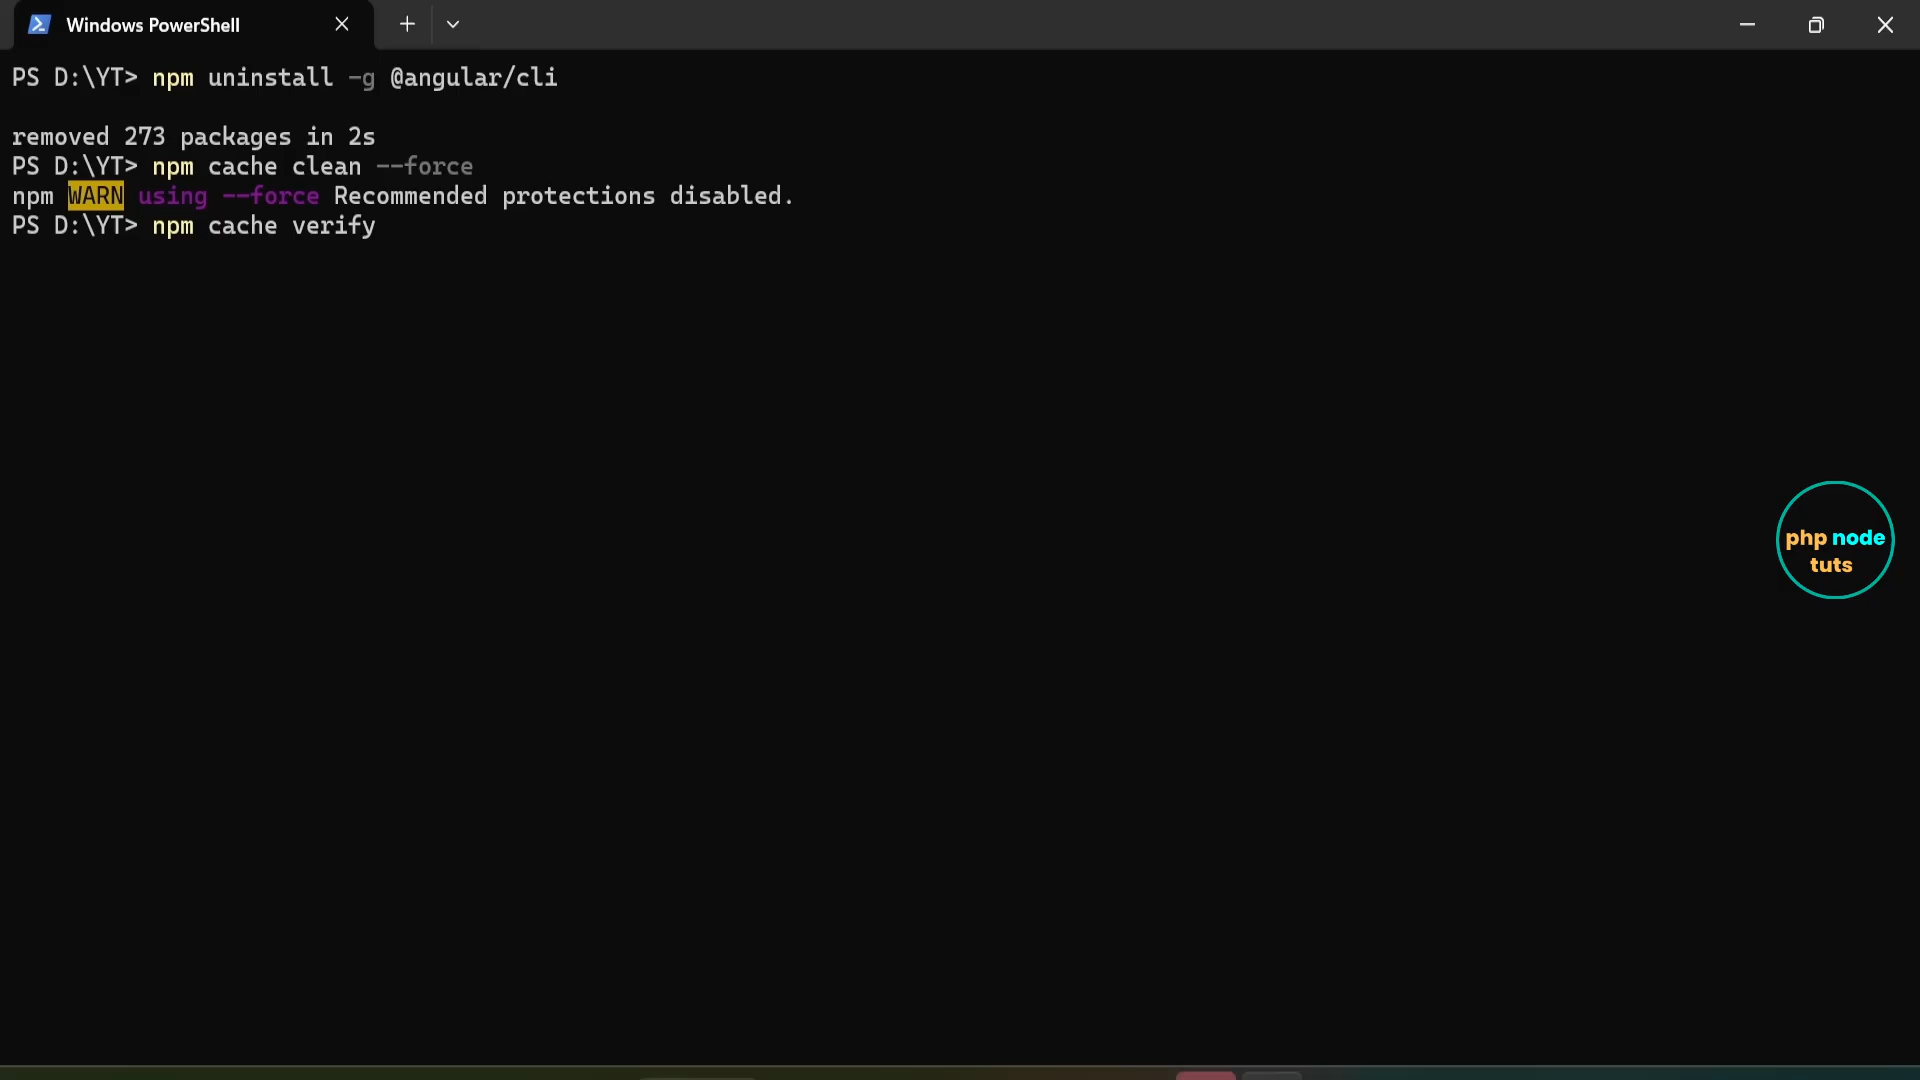 Windows PowerShell
PS D:\YT> npm uninstall -g @angular/cli
removed 273 packages in 2s
PS D:\YT> npm cache clean --force
npm WARN using --force Recommended protections disabled.
PS D:\YT> npm cache verify
php node
tuts